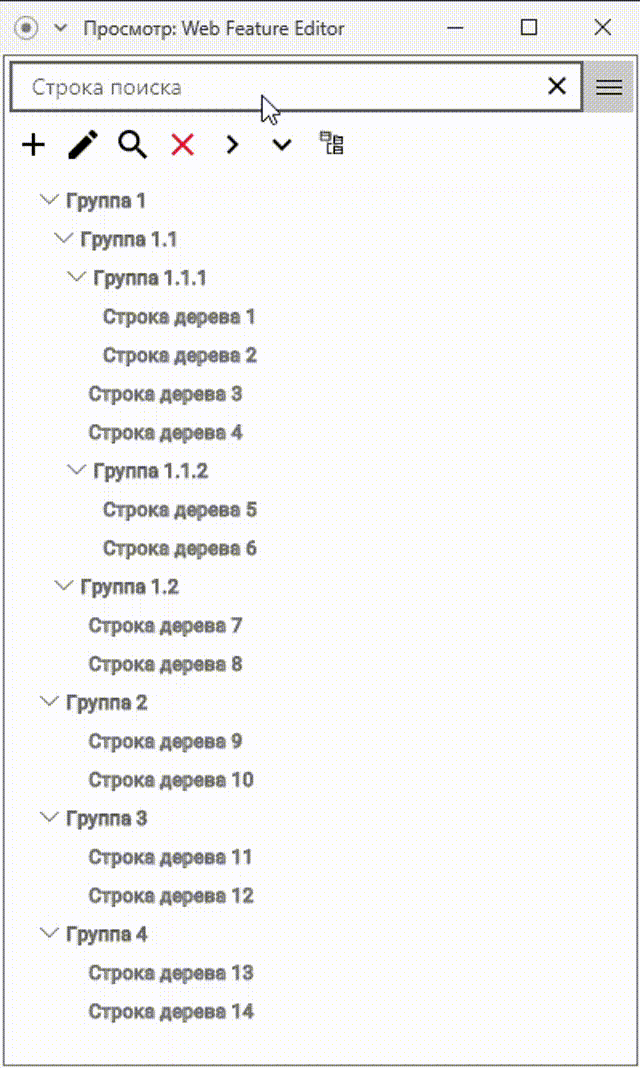 Просмотр: Web Feature Editor
Строка поиска
Группа 1
Группа 1.1
Группа 1.1.1
Строка дерева 1
Строка дерева 2
Строка дерева 3
Строка дерева 4
Группа 1.1.2
Строка дерева 5
Строка дерева 6
Группа 1.2
Строка дерева 7
Строка дерева 8
Группа 2
Строка дерева 9
Строка дерева 10
Группа 3
Строка дерева 11
Строка дерева 12
Группа 4
Строка дерева 13
Строка дерева 14